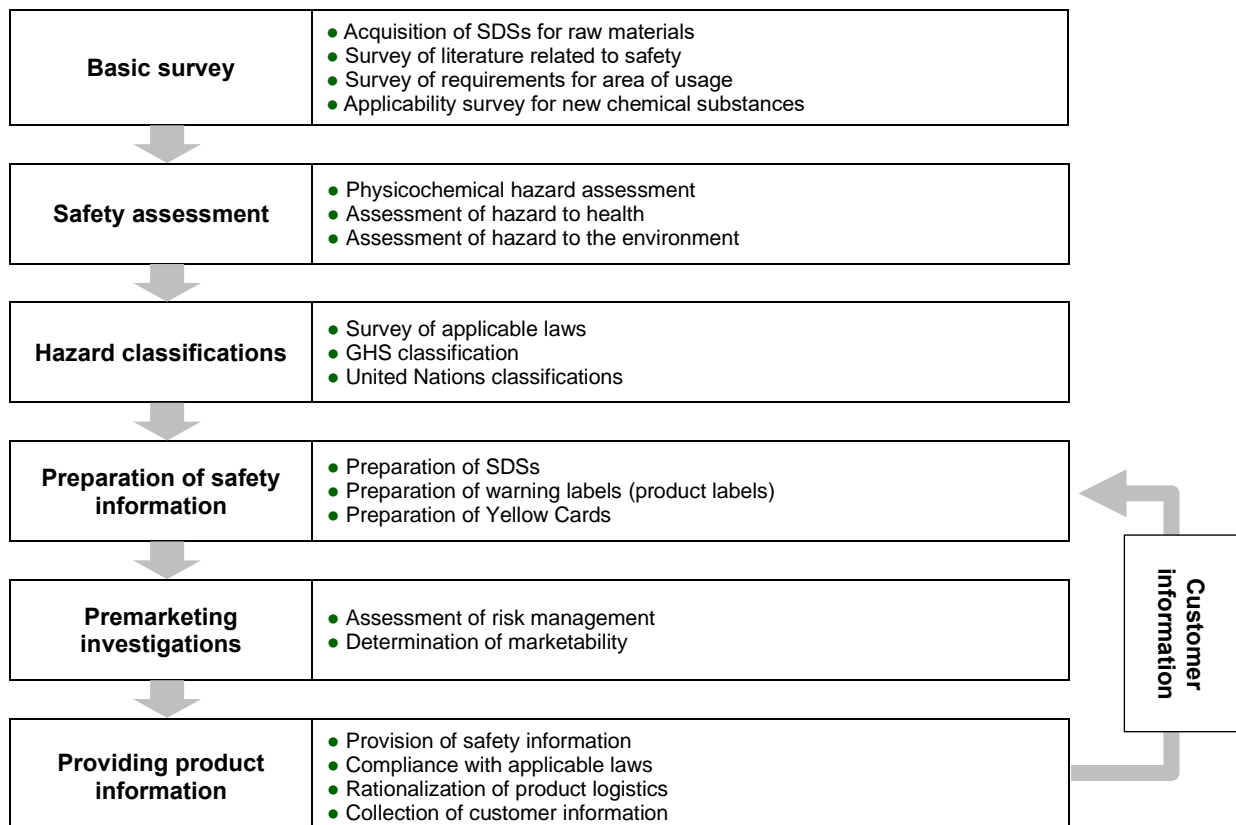 Basic survey
● Acquisition of SDSs for raw materials
● Survey of literature related to safety
● Survey of requirements for area of usage
● Applicability survey for new chemical substances
Safety assessment
● Physicochemical hazard assessment
● Assessment of hazard to health
● Assessment of hazard to the environment
Hazard classifications
● Survey of applicable laws
● GHS classification
● United Nations classifications
Preparation of safety
information
● Preparation of SDSs
● Preparation of warning labels (product labels)
● Preparation of Yellow Cards
Premarketing
investigations
● Assessment of risk management
● Determination of marketability
Providing product
information
● Provision of safety information
● Compliance with applicable laws
● Rationalization of product logistics
● Collection of customer information
Customer
information